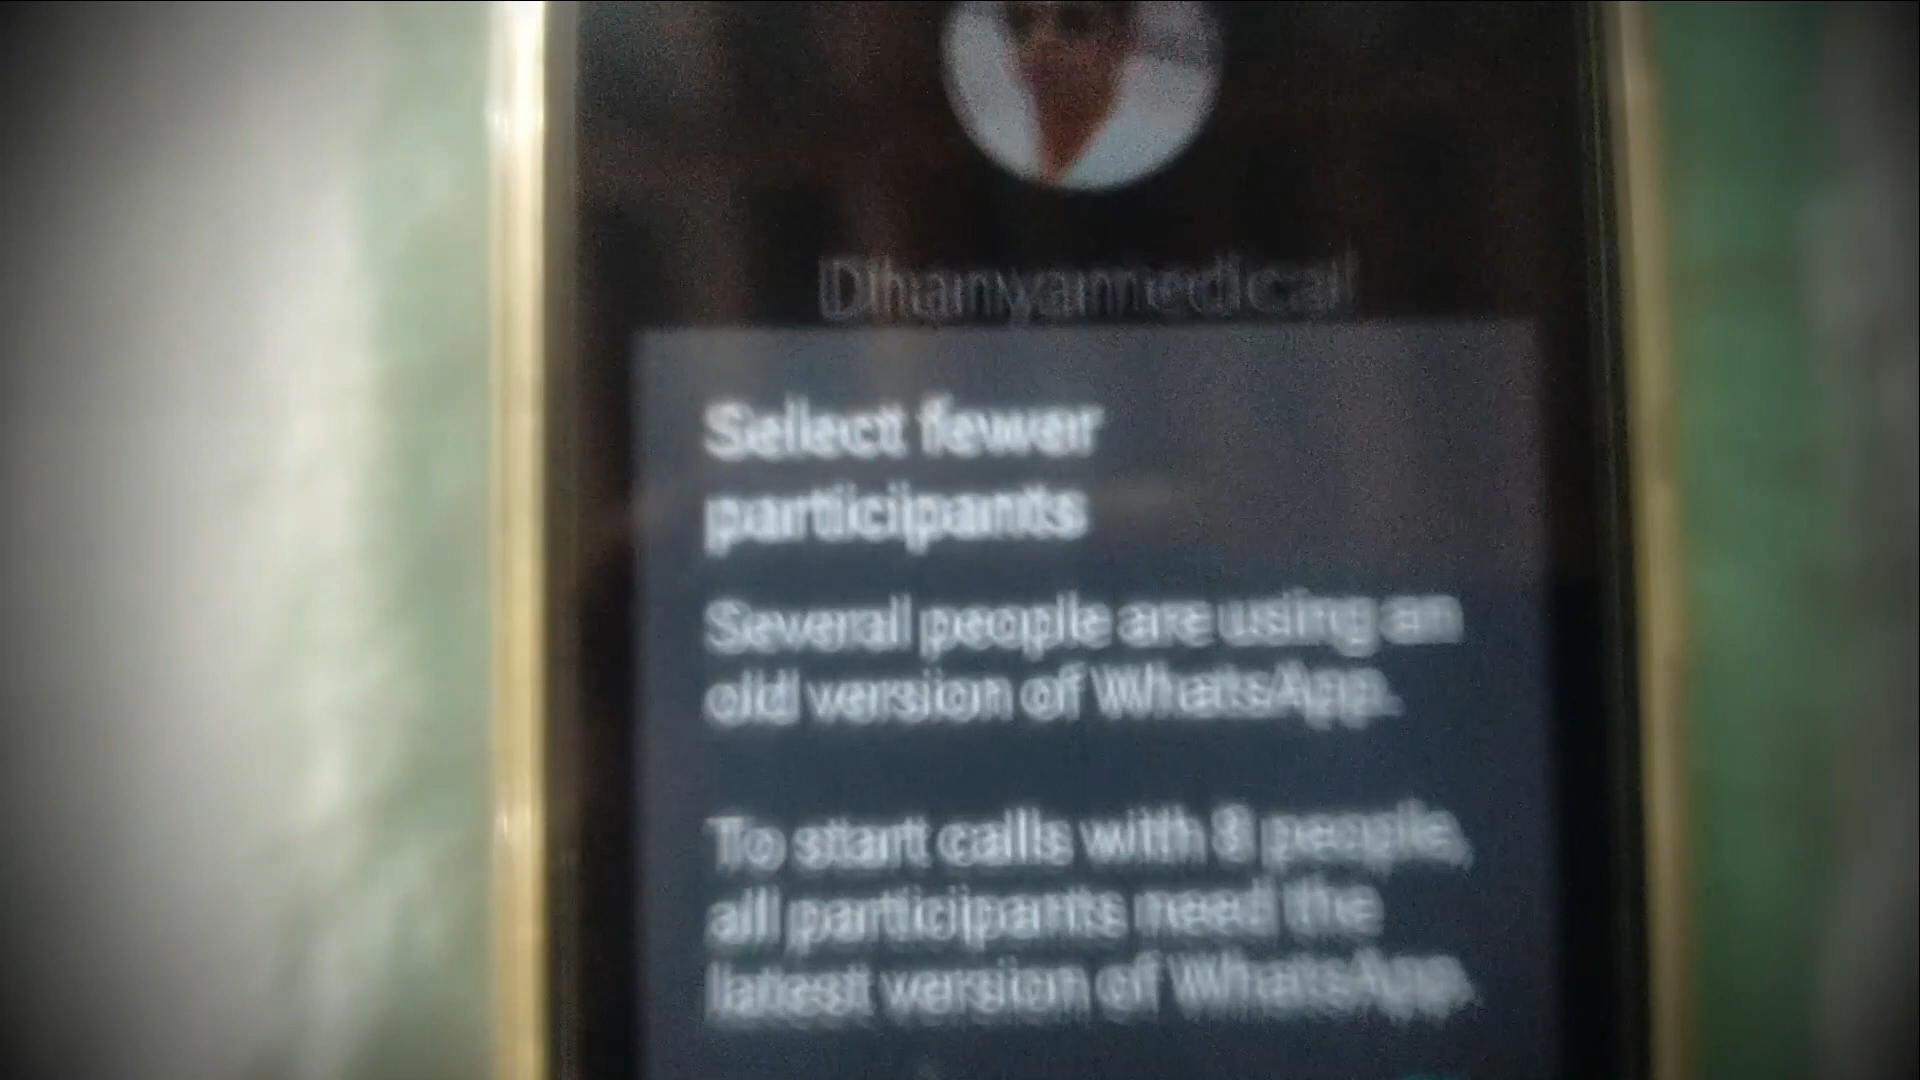 Dhanyamedical
Select fewer
participants
Several people are using an
old version of WhatsApp.
To start calls with 8 people,
all participants need the
latest version of WhatsApp.